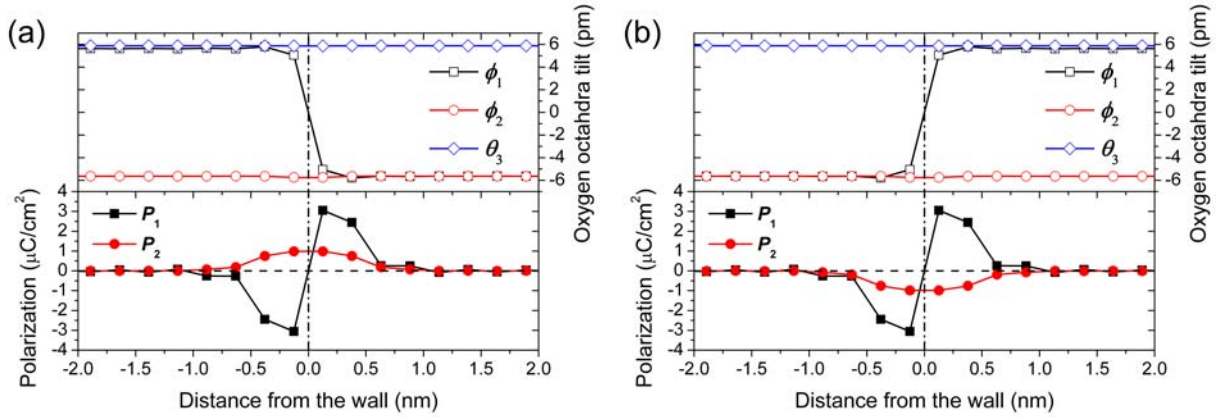 (a)
6
4
2
0
-2
-4
-6
Oxygen octahdra tilt (pm)
ϕ1
ϕ2
θ3
4
3
2
1
0
-1
-2
-3
-4
Polarization (μC/cm²)
P1
P2
-2.0 -1.5 -1.0 -0.5 0.0 0.5 1.0 1.5 2.0
Distance from the wall (nm)
(b)
6
4
2
0
-2
-4
-6
Oxygen octahdra tilt (pm)
ϕ1
ϕ2
θ3
4
3
2
1
0
-1
-2
-3
-4
Polarization (μC/cm²)
P1
P2
-2.0 -1.5 -1.0 -0.5 0.0 0.5 1.0 1.5 2.0
Distance from the wall (nm)